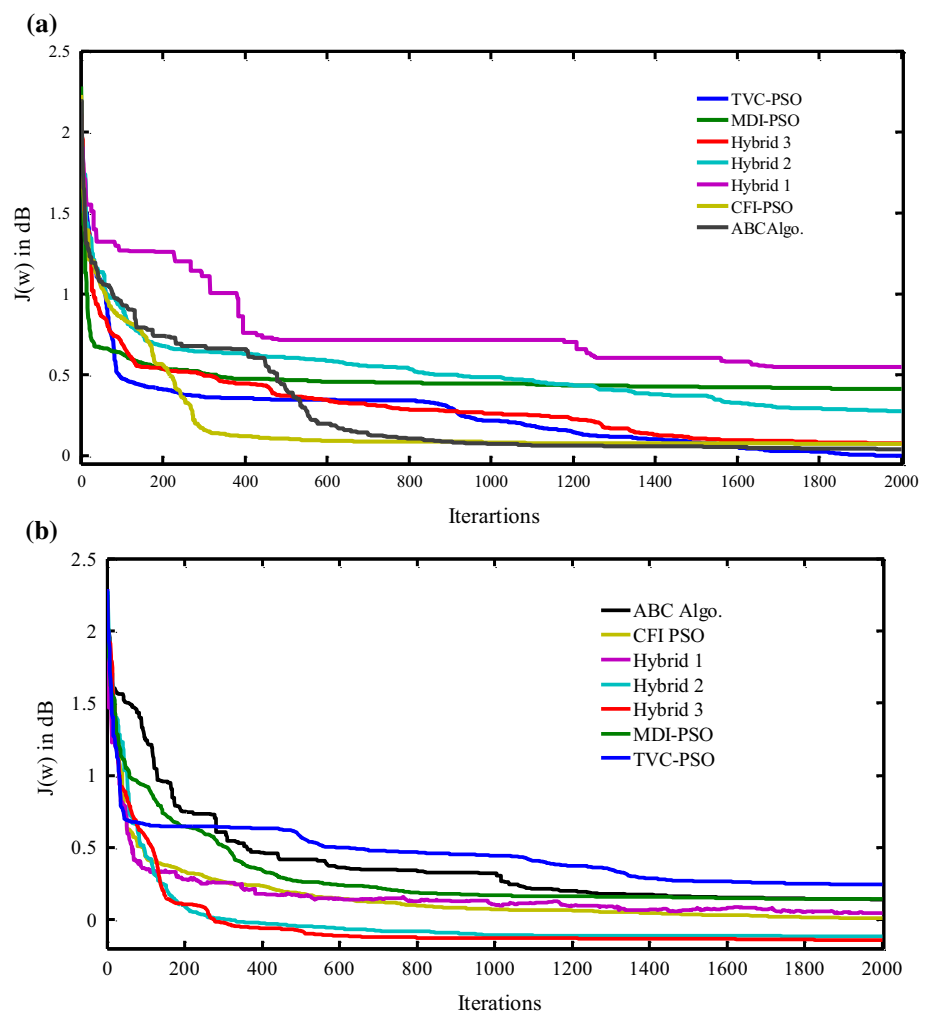 (a)
2.5
2
1.5
1
0.5
0
J(w) in dB
TVC-PSO
MDI-PSO
Hybrid 3
Hybrid 2
Hybrid 1
CFI-PSO
ABCAlgo.
0 200 400 600 800 1000 1200 1400 1600 1800 2000
Iterartions
(b)
2.5
2
1.5
1
0.5
0
J(w) in dB
ABC Algo.
CFI PSO
Hybrid 1
Hybrid 2
Hybrid 3
MDI-PSO
TVC-PSO
0 200 400 600 800 1000 1200 1400 1600 1800 2000
Iterations